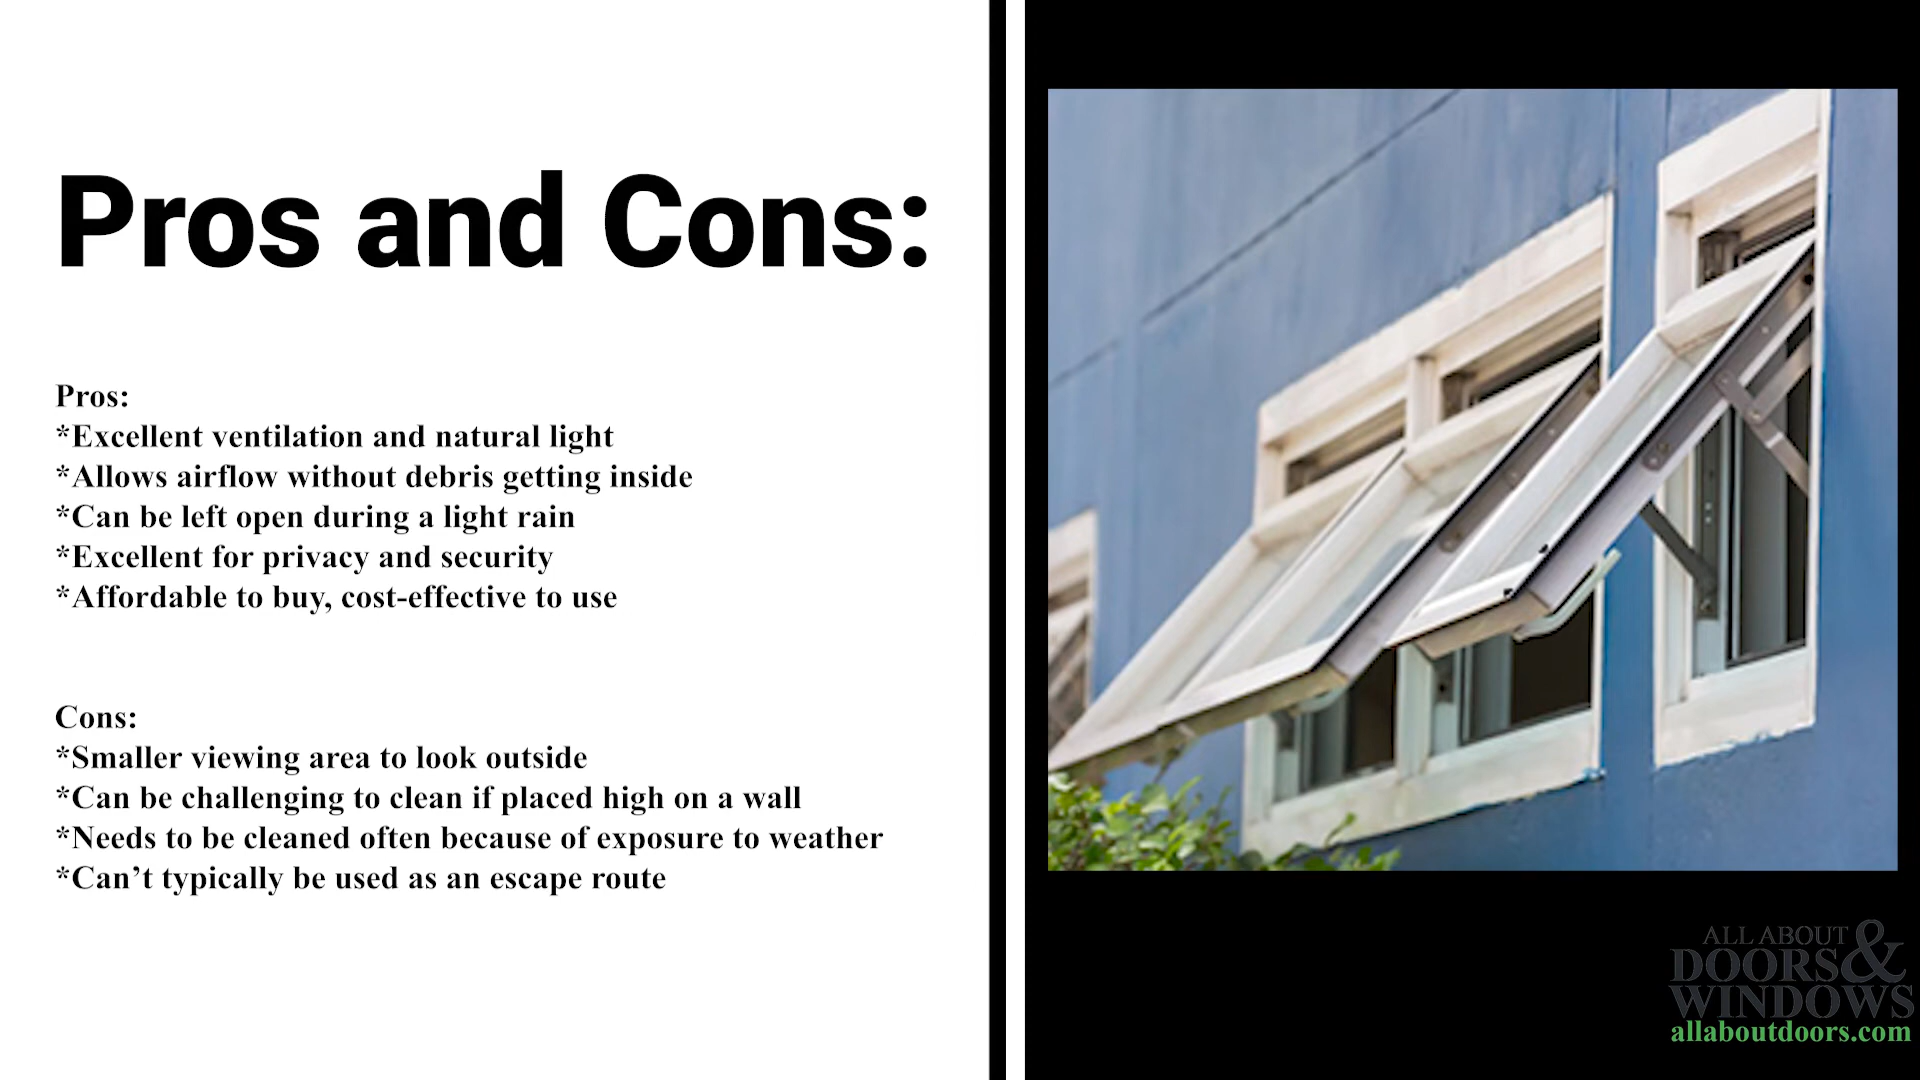 Pros and Cons:
Pros:
*Excellent ventilation and natural light
*Allows airflow without debris getting inside
*Can be left open during a light rain
*Excellent for privacy and security
*Affordable to buy, cost-effective to use
Cons:
*Smaller viewing area to look outside
*Can be challenging to clean if placed high on a wall
*Needs to be cleaned often because of exposure to weather
*Can’t typically be used as an escape route
ALL ABOUT
DOORS &
WINDOWS
allaboutdoors.com